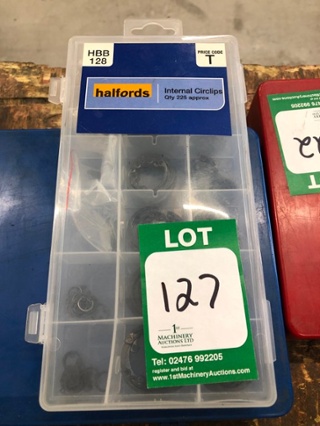 HBB
128
PRICE CODE
T
halfords
Internal Circlips
Qty 225 approx
LOT
127
1st
MACHINERY
AUCTIONS LTD
Tel: 02476 992205
register and bid at
www.1stMachineryAuctions.com